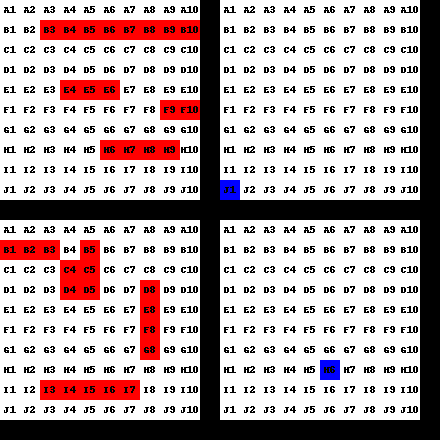 A1 A2 A3 A4 A5 A6 A7 A8 A9 A10
B1 B2 B3 B4 B5 B6 B7 B8 B9 B10
C1 C2 C3 C4 C5 C6 C7 C8 C9 C10
D1 D2 D3 D4 D5 D6 D7 D8 D9 D10
E1 E2 E3 E4 E5 E6 E7 E8 E9 E10
F1 F2 F3 F4 F5 F6 F7 F8 F9 F10
G1 G2 G3 G4 G5 G6 G7 G8 G9 G10
H1 H2 H3 H4 H5 H6 H7 H8 H9 H10
I1 I2 I3 I4 I5 I6 I7 I8 I9 I10
J1 J2 J3 J4 J5 J6 J7 J8 J9 J10
A1 A2 A3 A4 A5 A6 A7 A8 A9 A10
B1 B2 B3 B4 B5 B6 B7 B8 B9 B10
C1 C2 C3 C4 C5 C6 C7 C8 C9 C10
D1 D2 D3 D4 D5 D6 D7 D8 D9 D10
E1 E2 E3 E4 E5 E6 E7 E8 E9 E10
F1 F2 F3 F4 F5 F6 F7 F8 F9 F10
G1 G2 G3 G4 G5 G6 G7 G8 G9 G10
H1 H2 H3 H4 H5 H6 H7 H8 H9 H10
I1 I2 I3 I4 I5 I6 I7 I8 I9 I10
J1 J2 J3 J4 J5 J6 J7 J8 J9 J10
A1 A2 A3 A4 A5 A6 A7 A8 A9 A10
B1 B2 B3 B4 B5 B6 B7 B8 B9 B10
C1 C2 C3 C4 C5 C6 C7 C8 C9 C10
D1 D2 D3 D4 D5 D6 D7 D8 D9 D10
E1 E2 E3 E4 E5 E6 E7 E8 E9 E10
F1 F2 F3 F4 F5 F6 F7 F8 F9 F10
G1 G2 G3 G4 G5 G6 G7 G8 G9 G10
H1 H2 H3 H4 H5 H6 H7 H8 H9 H10
I1 I2 I3 I4 I5 I6 I7 I8 I9 I10
J1 J2 J3 J4 J5 J6 J7 J8 J9 J10
A1 A2 A3 A4 A5 A6 A7 A8 A9 A10
B1 B2 B3 B4 B5 B6 B7 B8 B9 B10
C1 C2 C3 C4 C5 C6 C7 C8 C9 C10
D1 D2 D3 D4 D5 D6 D7 D8 D9 D10
E1 E2 E3 E4 E5 E6 E7 E8 E9 E10
F1 F2 F3 F4 F5 F6 F7 F8 F9 F10
G1 G2 G3 G4 G5 G6 G7 G8 G9 G10
H1 H2 H3 H4 H5 H6 H7 H8 H9 H10
I1 I2 I3 I4 I5 I6 I7 I8 I9 I10
J1 J2 J3 J4 J5 J6 J7 J8 J9 J10